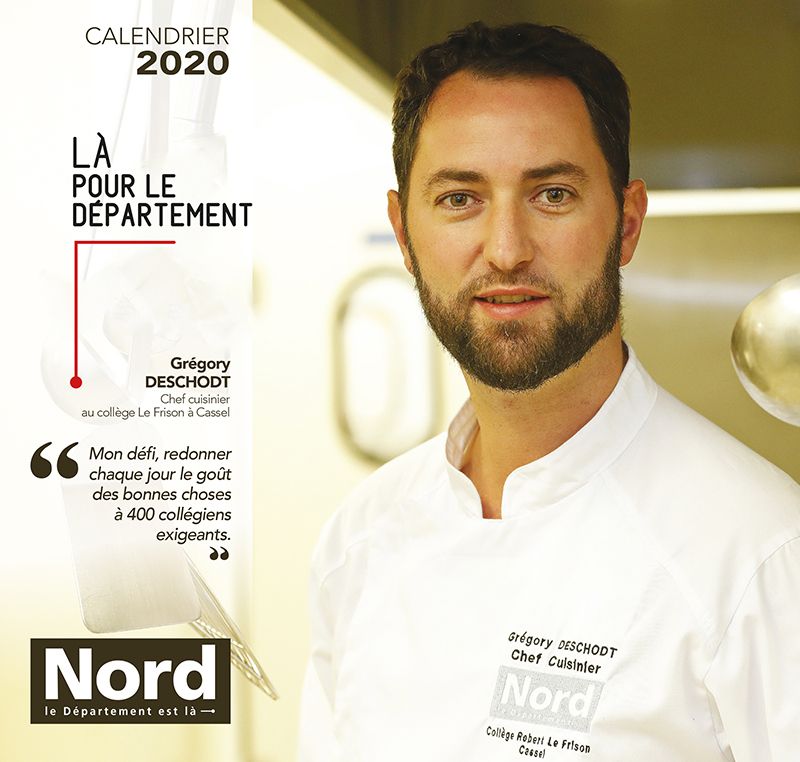 CALENDRIER
2020
LÀ
POUR LE
DÉPARTEMENT
Grégory
DESCHODT
Chef cuisinier
au collège Le Frison à Cassel
“ Mon défi, redonner
chaque jour le goût
des bonnes choses
à 400 collégiens
exigeants. ”
Nord
le Département est là
Grégory DESCHODT
Chef Cuisinier
Nord
le Département
Collège Robert Le Frison
Cassel